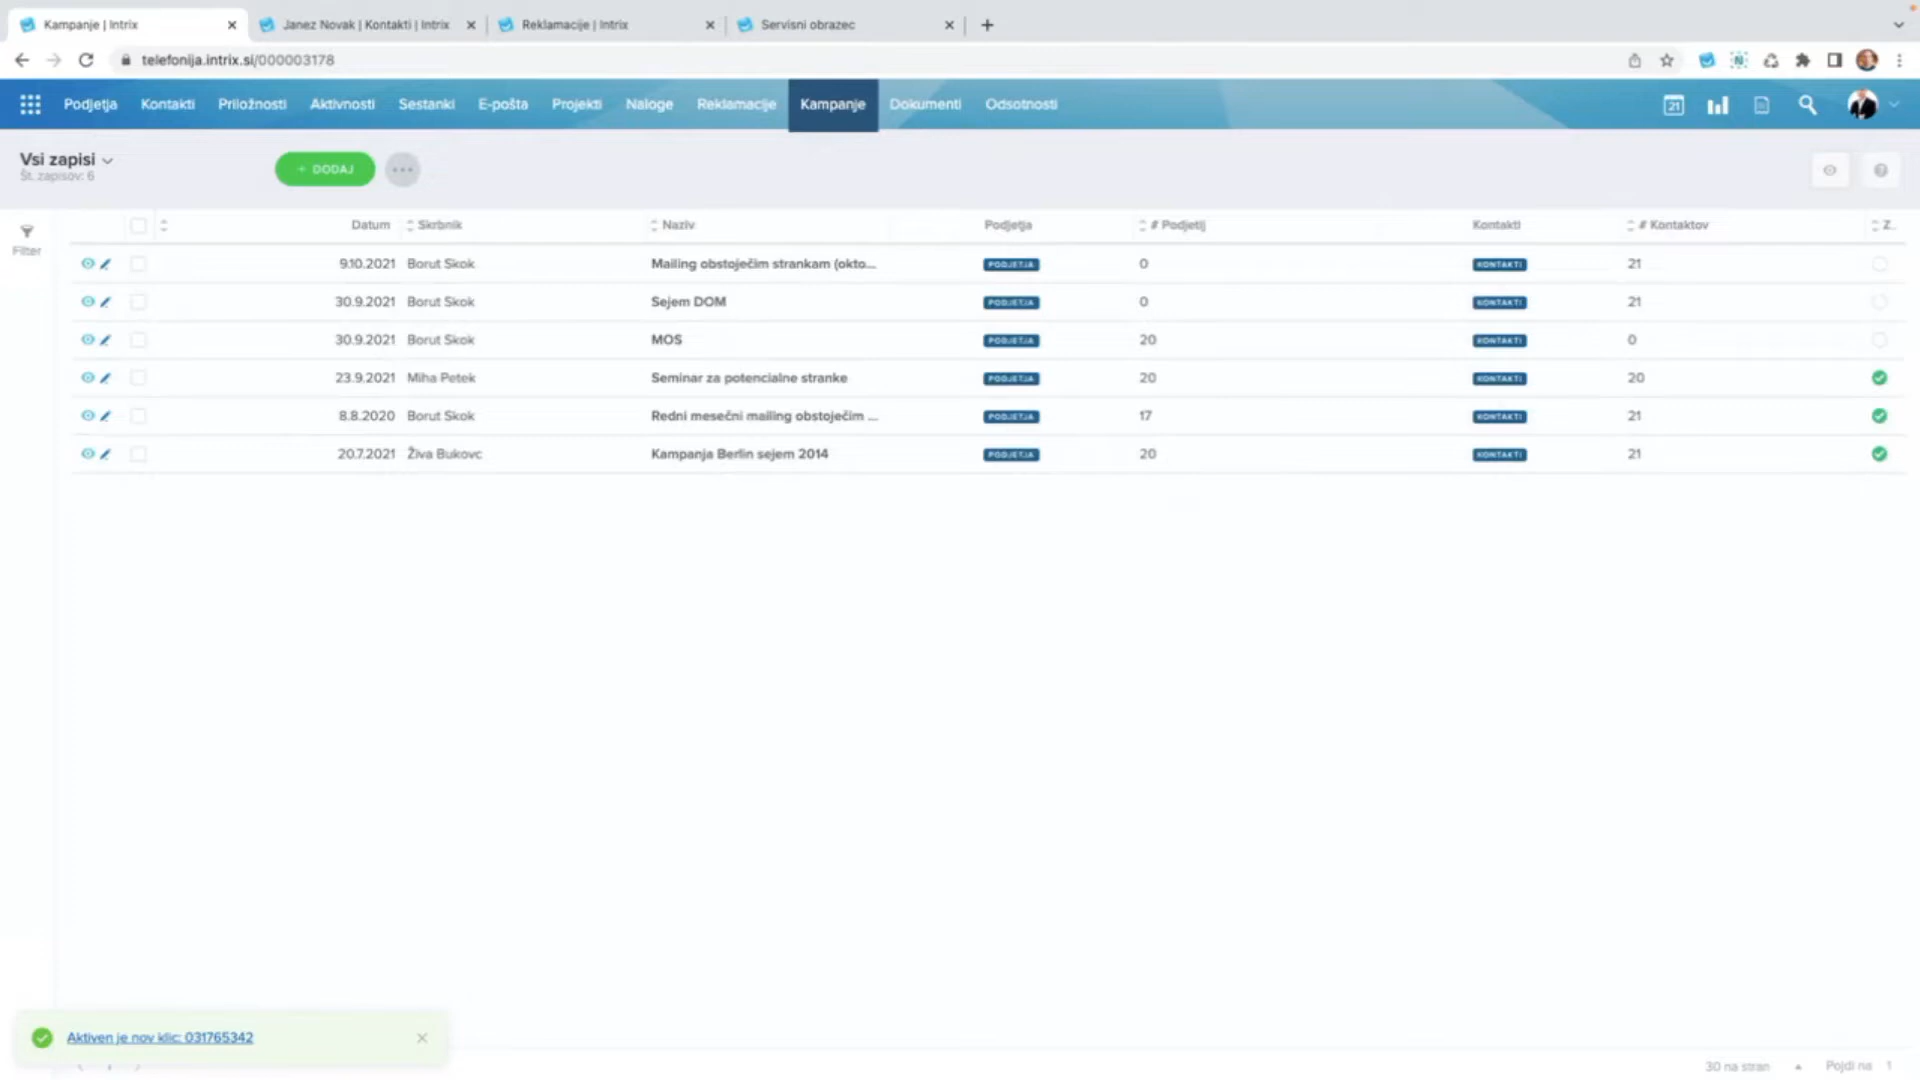 Kampanje | Intrix
Janez Novak | Kontakti | Intrix
Reklamacije | Intrix
Servisni obrazec
telefonija.intrix.si/000003178
Podjetja Kontakti Priložnosti Aktivnosti Sestanki E-pošta Projekti Naloge Reklamacije Kampanje Dokumenti Odsotnosti
21
Vsi zapisi
Št. zapisov: 6
+ DODAJ
Filter
Datum Skrbnik Naziv Podjetja # Podjetij Kontakti # Kontaktov Z...
9.10.2021 Borut Skok Mailing obstoječim strankam (okto... PODJETJA 0 KONTAKTI 21
30.9.2021 Borut Skok Sejem DOM PODJETJA 0 KONTAKTI 21
30.9.2021 Borut Skok MOS PODJETJA 20 KONTAKTI 0
23.9.2021 Miha Petek Seminar za potencialne stranke PODJETJA 20 KONTAKTI 20
8.8.2020 Borut Skok Redni mesečni mailing obstoječim ... PODJETJA 17 KONTAKTI 21
20.7.2021 Živa Bukovc Kampanja Berlin sejem 2014 PODJETJA 20 KONTAKTI 21
Aktiven je nov klic: 031765342
30 na stran Pojdi na 1